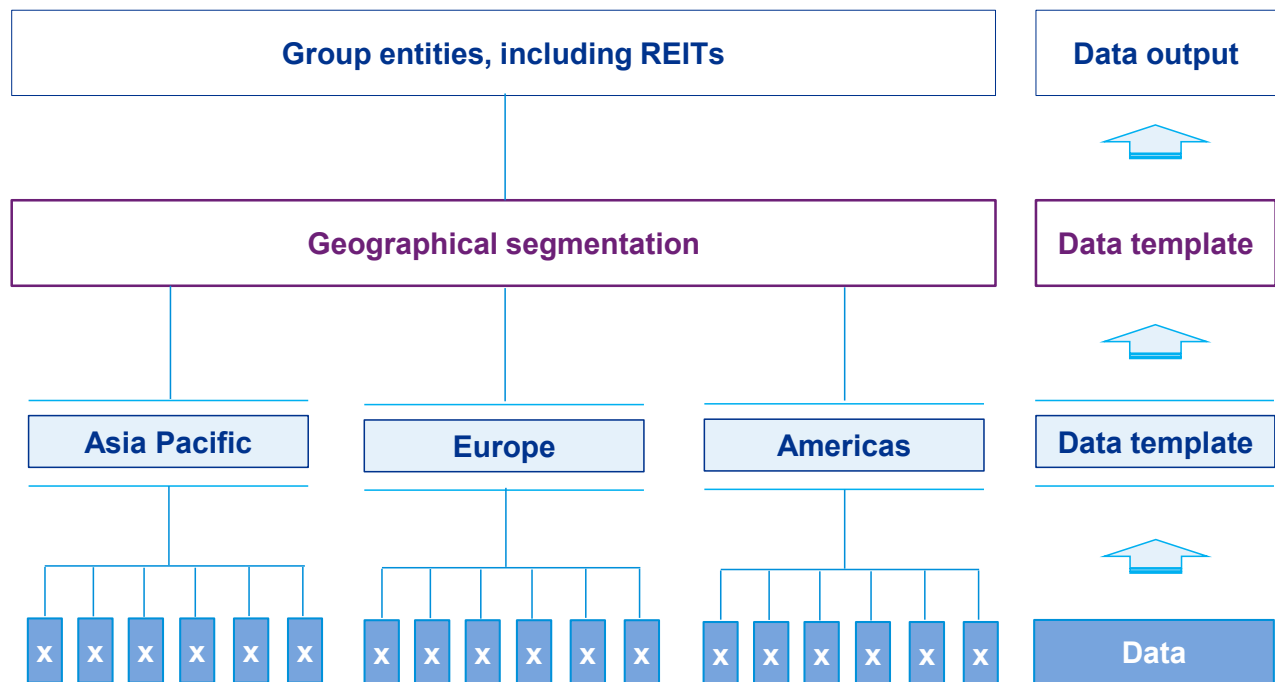 Group entities, including REITs
Data output
Geographical segmentation
Data template
Asia Pacific
Europe
Americas
Data template
x x x x x x
x x x x x x
x x x x x x
Data